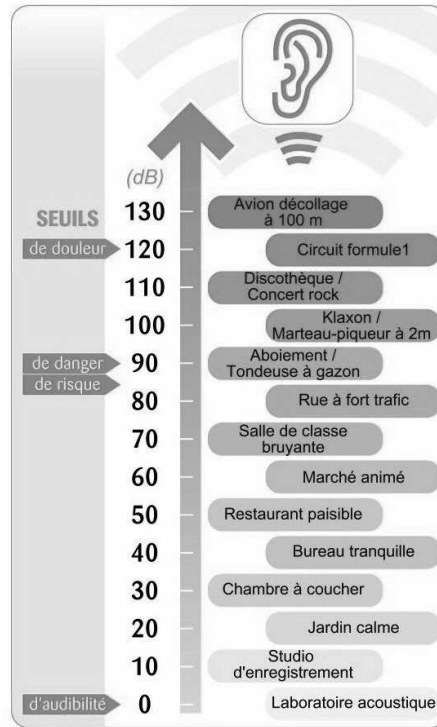 (dB)
SEUILS
130
Avion décollage
à 100 m
de douleur
120
Circuit formule1
110
Discothèque /
Concert rock
100
Klaxon /
Marteau-piqueur à 2m
de danger
90
Aboiement /
Tondeuse à gazon
de risque
80
Rue à fort trafic
70
Salle de classe
bruyante
60
Marché animé
50
Restaurant paisible
40
Bureau tranquille
30
Chambre à coucher
20
Jardin calme
10
Studio
d'enregistrement
d'audibilité
0
Laboratoire acoustique